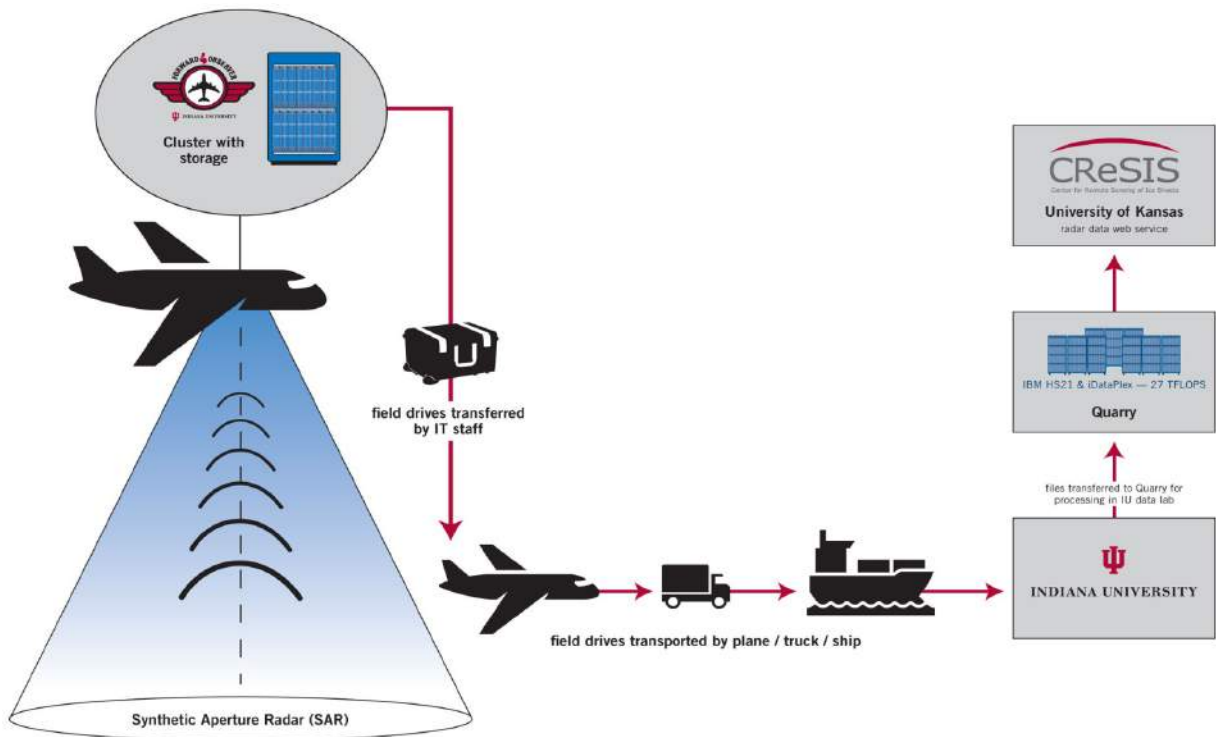 FORWARD OBSERVER
INDIANA UNIVERSITY
Cluster with
storage
field drives transferred
by IT staff
Synthetic Aperture Radar (SAR)
field drives transported by plane / truck / ship
CReSIS
Center for Remote Sensing of Ice Sheets
University of Kansas
radar data web service
IBM HS21 & iDataPlex — 27 TFLOPS
Quarry
files transferred to Quarry for
processing in IU data lab
INDIANA UNIVERSITY